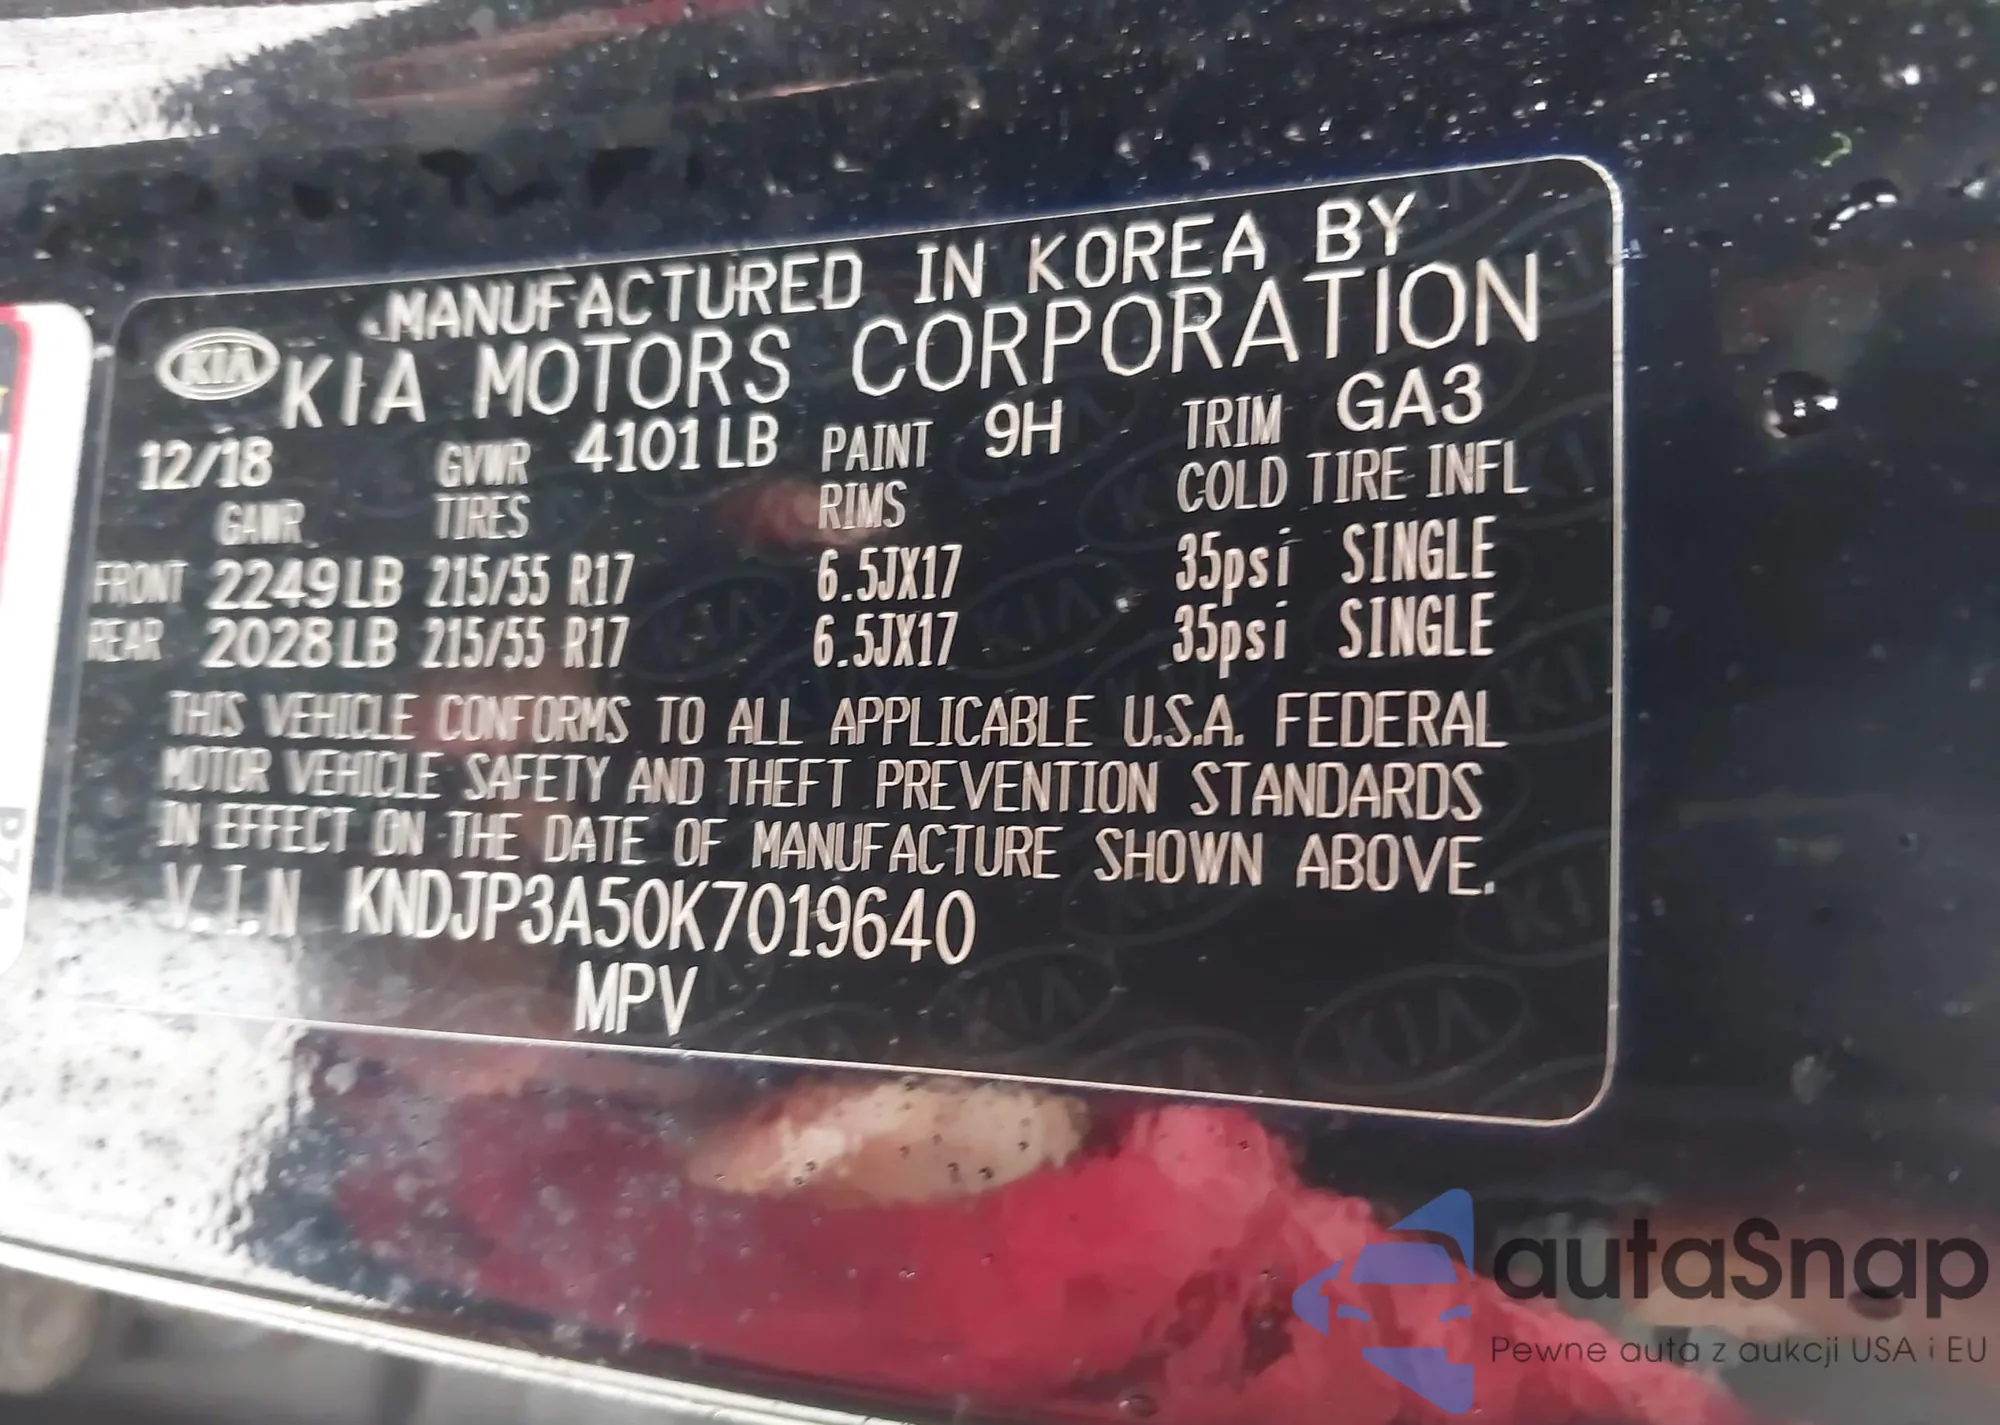 MANUFACTURED IN KOREA BY
KIA KIA MOTORS CORPORATION
12/18 GVWR 4101 LB PAINT 9H TRIM GA3
GAWR TIRES RIMS COLD TIRE INFL
FRONT 2249 LB 215/55 R17 6.5JX17 35psi SINGLE
REAR 2028 LB 215/55 R17 6.5JX17 35psi SINGLE
THIS VEHICLE CONFORMS TO ALL APPLICABLE U.S.A. FEDERAL
MOTOR VEHICLE SAFETY AND THEFT PREVENTION STANDARDS
IN EFFECT ON THE DATE OF MANUFACTURE SHOWN ABOVE.
V.I.N KNDJP3A50K7019640
MPV
autaSnap
Pewne auta z aukcji USA i EU